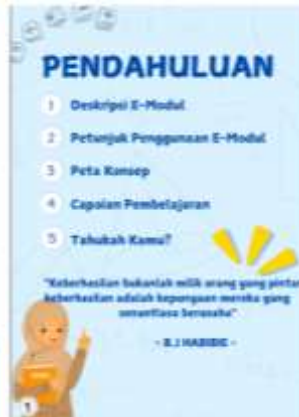 PENDAHULUAN
1 Deskripsi E-Modul
2 Petunjuk Penggunaan E-Modul
3 Peta Konsep
4 Capaian Pembelajaran
5 Tahukah Kamu?
"Keberhasilan bukanlah milik orang yang pintar
keberhasilan adalah kepunyaan mereka yang
senantiasa berusaha"
- B.J HABIBIE -
1